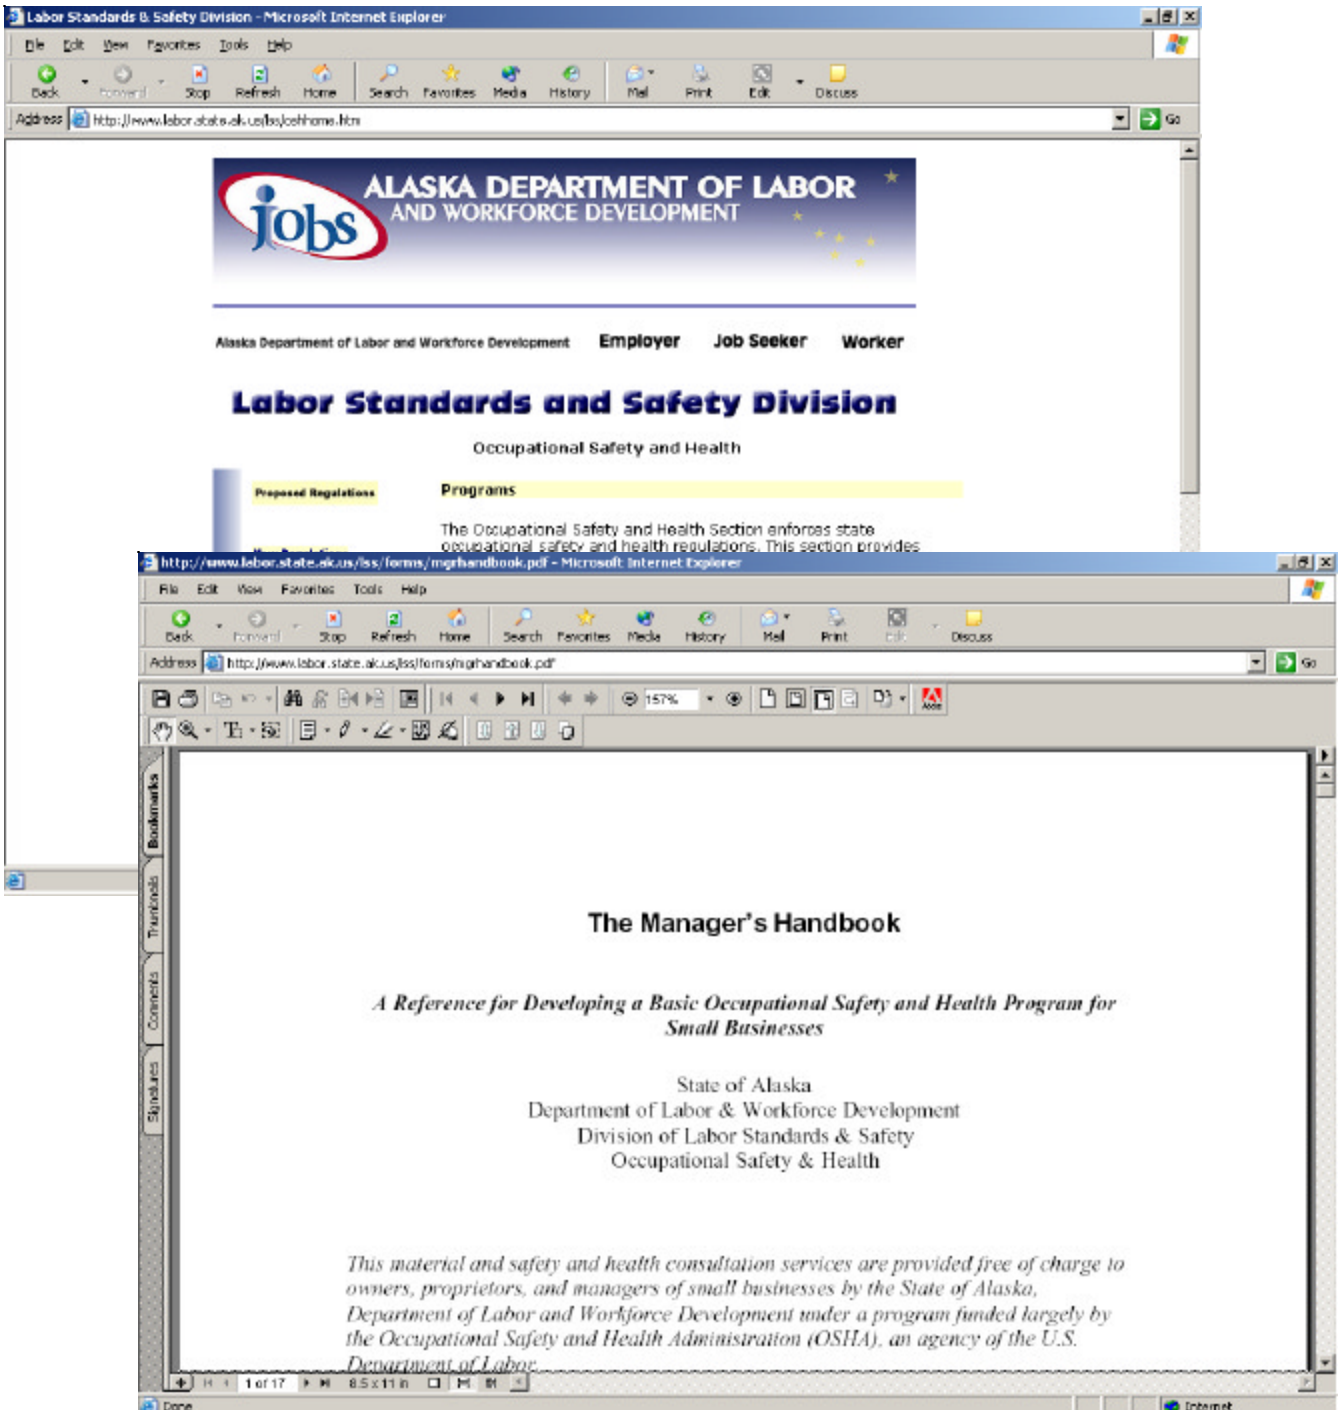 Labor Standards & Safety Division - Microsoft Internet Explorer
File Edit View Favorites Tools Help
Back Forward Stop Refresh Home Search Favorites Media History Mail Print Edit Discuss
Address http://www.labor.state.ak.us/lss/oshhome.htm Go
jobs
ALASKA DEPARTMENT OF LABOR
AND WORKFORCE DEVELOPMENT
Alaska Department of Labor and Workforce Development Employer Job Seeker Worker
Labor Standards and Safety Division
Occupational Safety and Health
Proposed Regulations Programs
The Occupational Safety and Health Section enforces state
occupational safety and health regulations. This section provides
http://www.labor.state.ak.us/lss/forms/mgrhandbook.pdf - Microsoft Internet Explorer
File Edit View Favorites Tools Help
Back Forward Stop Refresh Home Search Favorites Media History Mail Print Edit Discuss
Address http://www.labor.state.ak.us/lss/forms/mgrhandbook.pdf Go
157%
Adobe
Bookmarks
Thumbnails
Comments
Signatures
The Manager's Handbook
A Reference for Developing a Basic Occupational Safety and Health Program for
Small Businesses
State of Alaska
Department of Labor & Workforce Development
Division of Labor Standards & Safety
Occupational Safety & Health
This material and safety and health consultation services are provided free of charge to
owners, proprietors, and managers of small businesses by the State of Alaska,
Department of Labor and Workforce Development under a program funded largely by
the Occupational Safety and Health Administration (OSHA), an agency of the U.S.
Department of Labor.
1 of 17 8.5 x 11 in
Done Internet